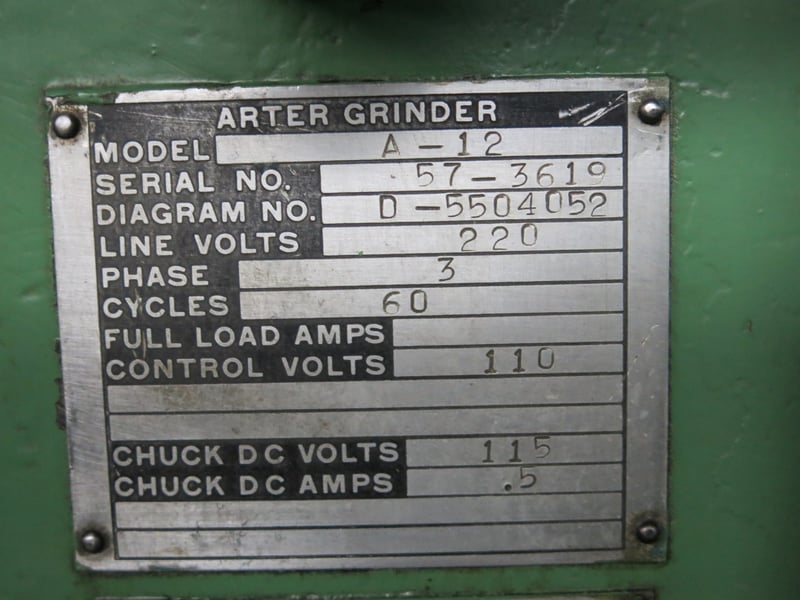 ARTER GRINDER
MODEL A-12
SERIAL NO. 57-3619
DIAGRAM NO. D-5504052
LINE VOLTS 220
PHASE 3
CYCLES 60
FULL LOAD AMPS
CONTROL VOLTS 110
CHUCK DC VOLTS 115
CHUCK DC AMPS .5